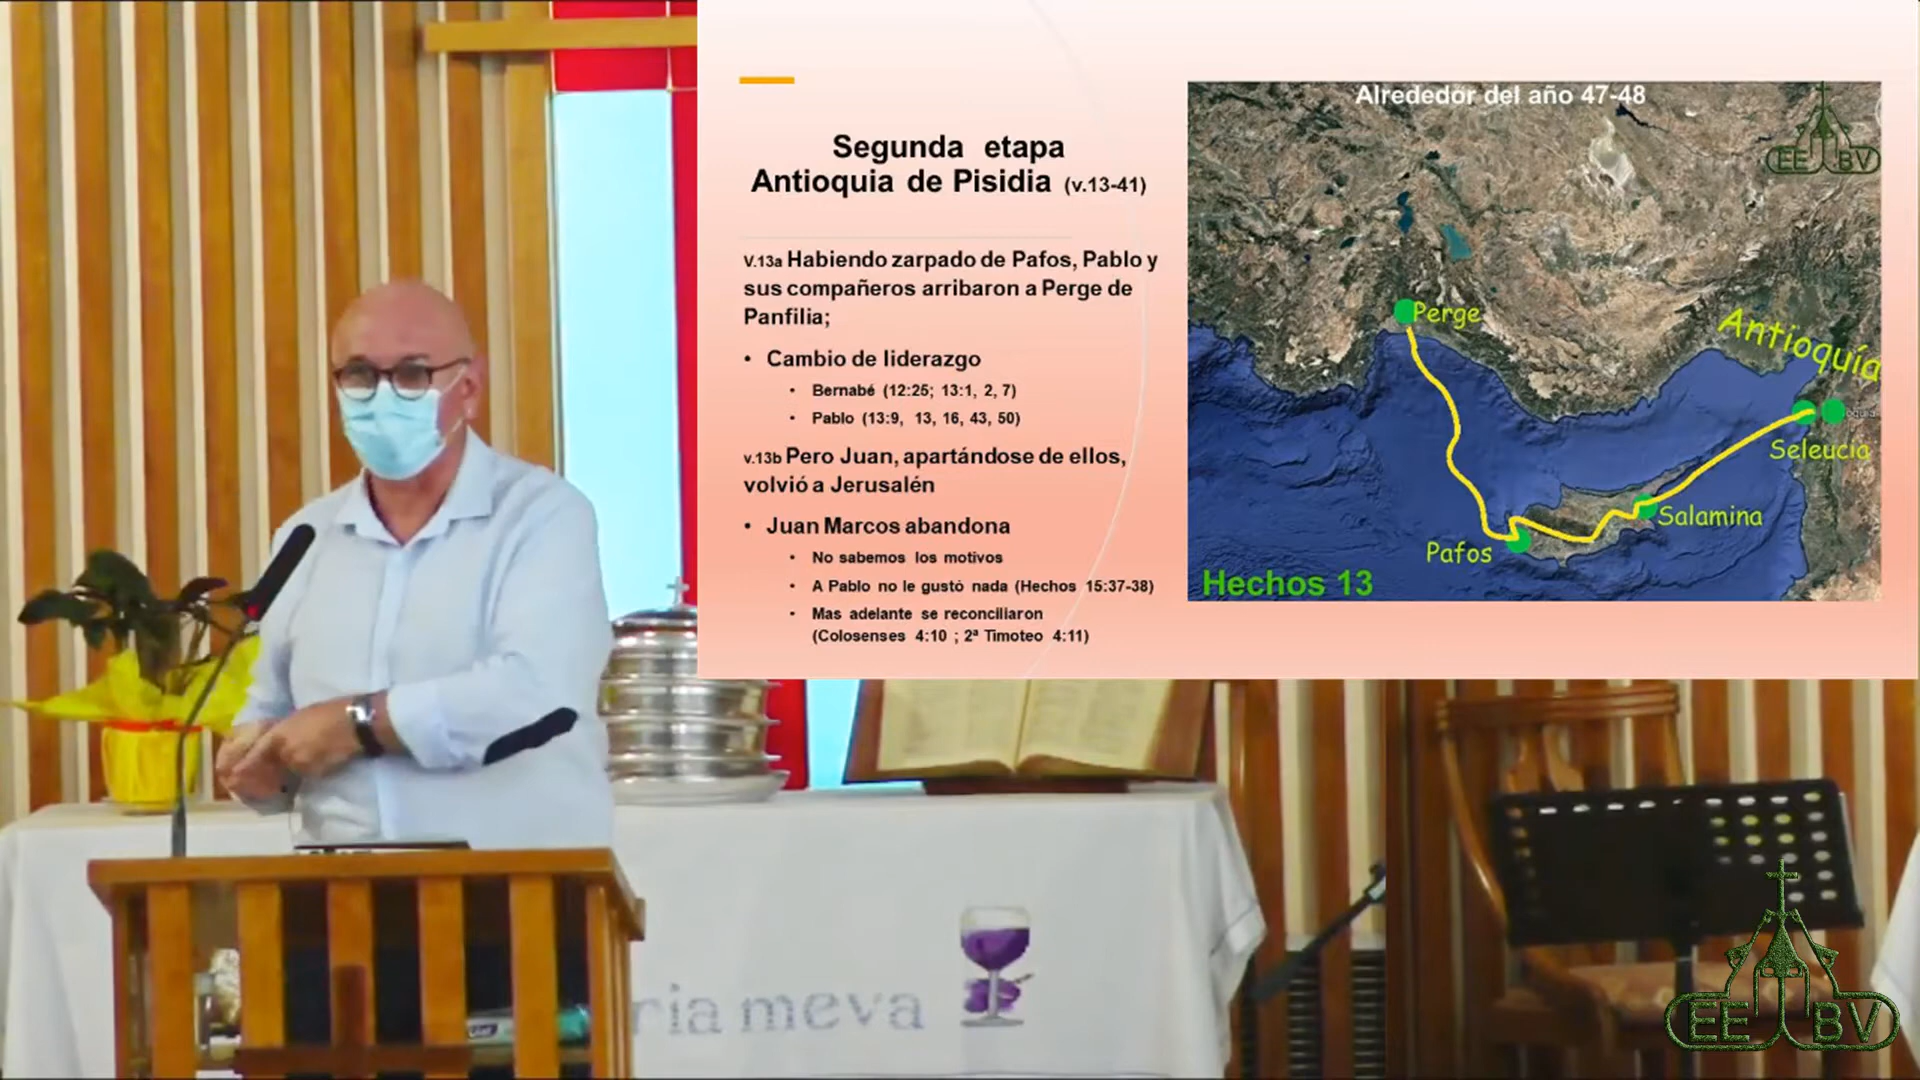 Segunda etapa
Antioquia de Pisidia (v.13-41)
V.13a Habiendo zarpado de Pafos, Pablo y
sus compañeros arribaron a Perge de
Panfilia;
• Cambio de liderazgo
• Bernabé (12:25; 13:1, 2, 7)
• Pablo (13:9, 13, 16, 43, 50)
v.13b Pero Juan, apartándose de ellos,
volvió a Jerusalén
• Juan Marcos abandona
• No sabemos los motivos
• A Pablo no le gustó nada (Hechos 15:37-38)
• Mas adelante se reconciliaron
(Colosenses 4:10 ; 2ª Timoteo 4:11)
Alrededor del año 47-48
EE BV
Perge
Antioquía
Seleucia
Salamina
Pafos
Hechos 13
ria meva
EE BV